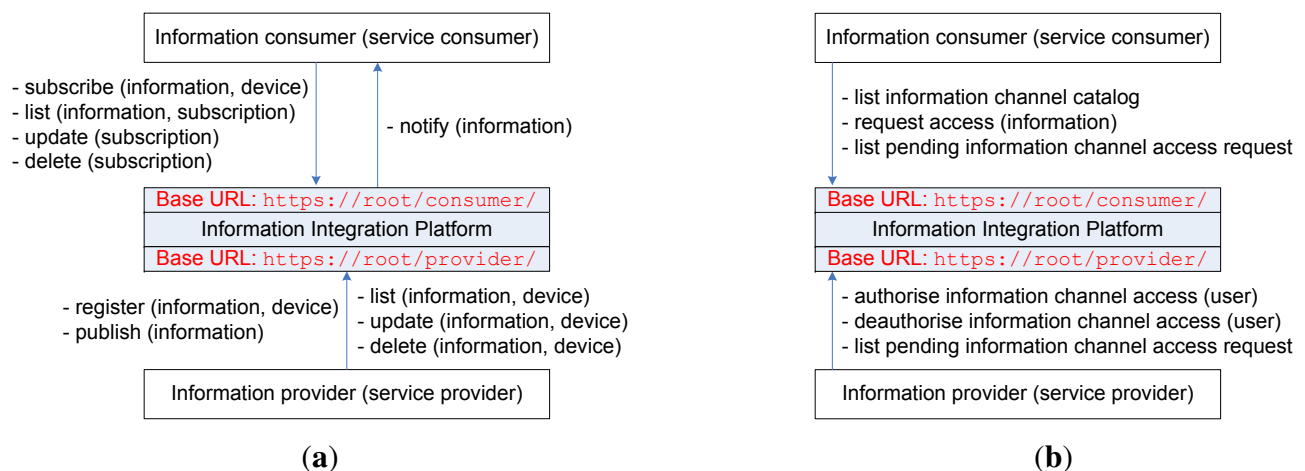 Information consumer (service consumer)
- subscribe (information, device)
- list (information, subscription)
- update (subscription)
- delete (subscription)
- notify (information)
Base URL: https://root/consumer/
Information Integration Platform
Base URL: https://root/provider/
- register (information, device)
- publish (information)
- list (information, device)
- update (information, device)
- delete (information, device)
Information provider (service provider)
(a)
Information consumer (service consumer)
- list information channel catalog
- request access (information)
- list pending information channel access request
Base URL: https://root/consumer/
Information Integration Platform
Base URL: https://root/provider/
- authorise information channel access (user)
- deauthorise information channel access (user)
- list pending information channel access request
Information provider (service provider)
(b)